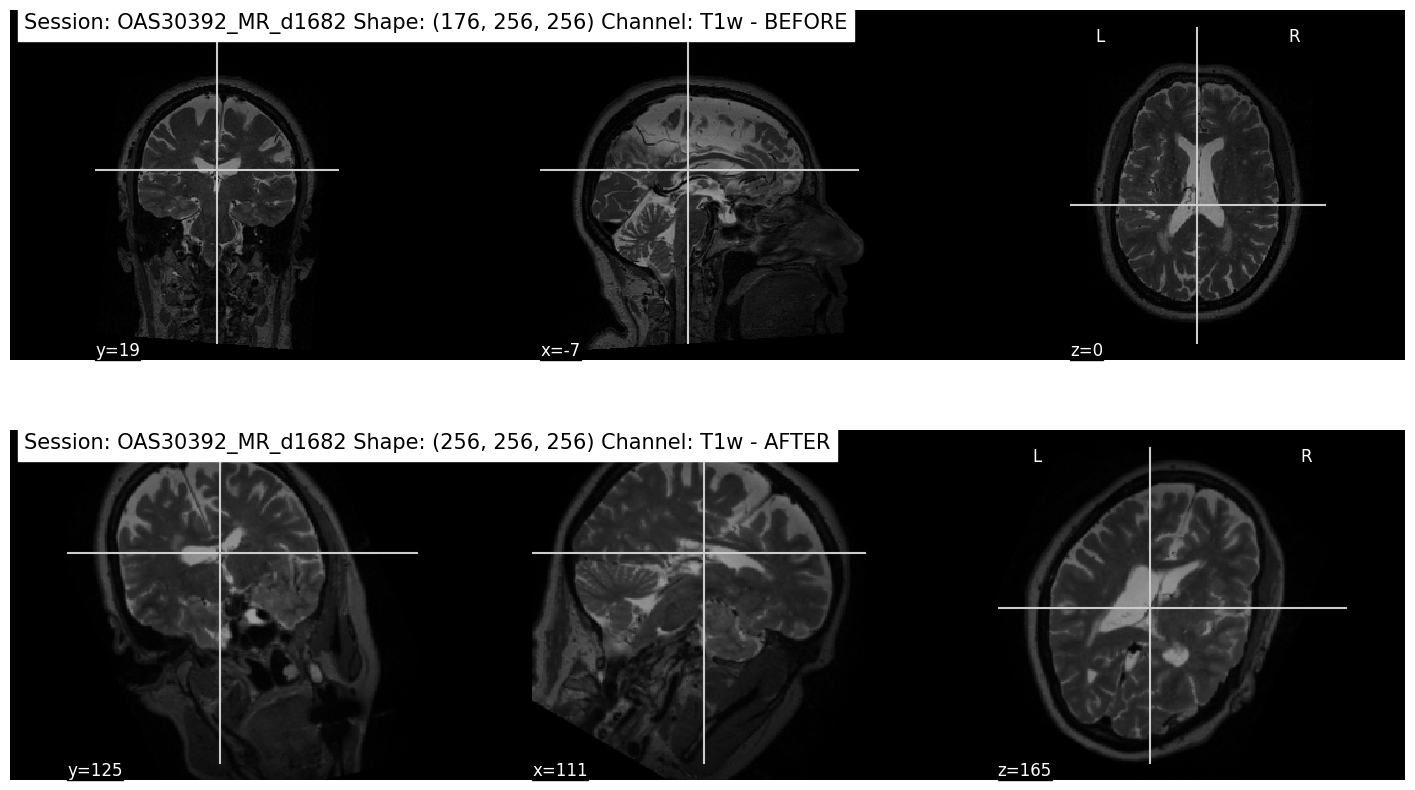 Session: OAS30392_MR_d1682 Shape: (176, 256, 256) Channel: T1w - BEFORE
L R
y=19 x=-7 z=0
Session: OAS30392_MR_d1682 Shape: (256, 256, 256) Channel: T1w - AFTER
L R
y=125 x=111 z=165